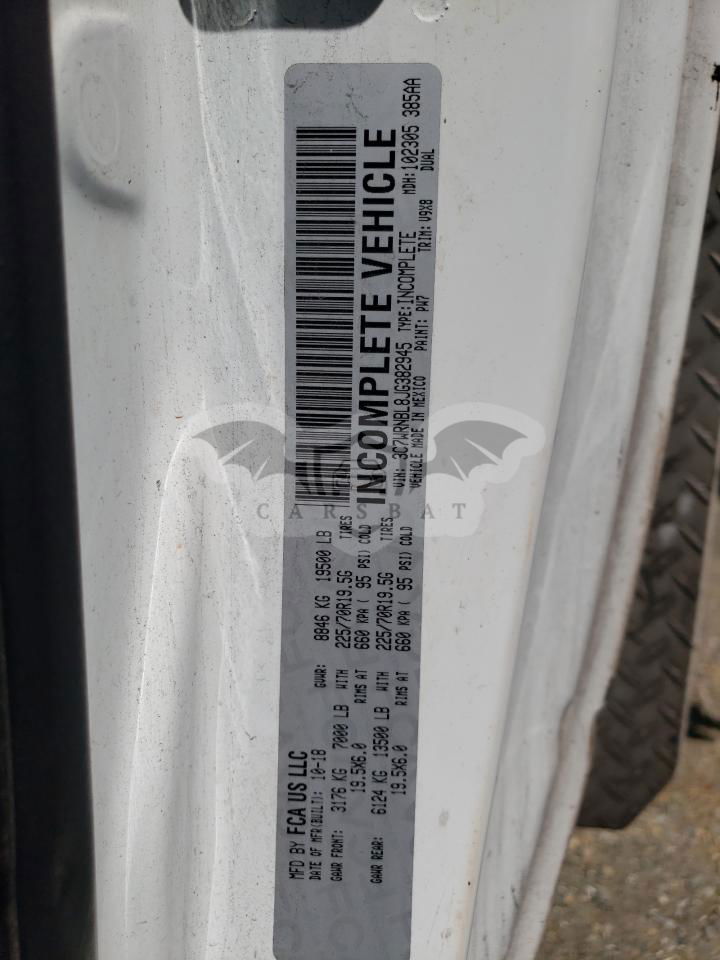 MFD BY FCA US LLC
DATE OF MFR(BUILT): 10-18 GVWR: 8846 KG 19500 LB
GAWR FRONT: 3176 KG 7000 LB WITH 225/70R19.5G TIRES
19.5X6.0 RIMS AT 660 KPA ( 95 PSI) COLD
GAWR REAR: 6124 KG 13500 LB WITH 225/70R19.5G TIRES
19.5X6.0 RIMS AT 660 KPA ( 95 PSI) COLD
INCOMPLETE VEHICLE
MDH: 102305 385AA
VIN: 3C7WRNBL8JG382945 TYPE: INCOMPLETE DUAL
VEHICLE MADE IN MEXICO PAINT: PW7 TRIM: V9X8
CARSBAT